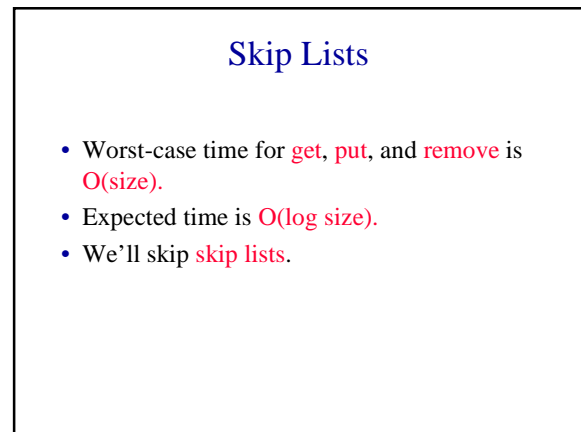 Skip Lists
• Worst-case time for get, put, and remove is
O(size).
• Expected time is O(log size).
• We’ll skip skip lists.